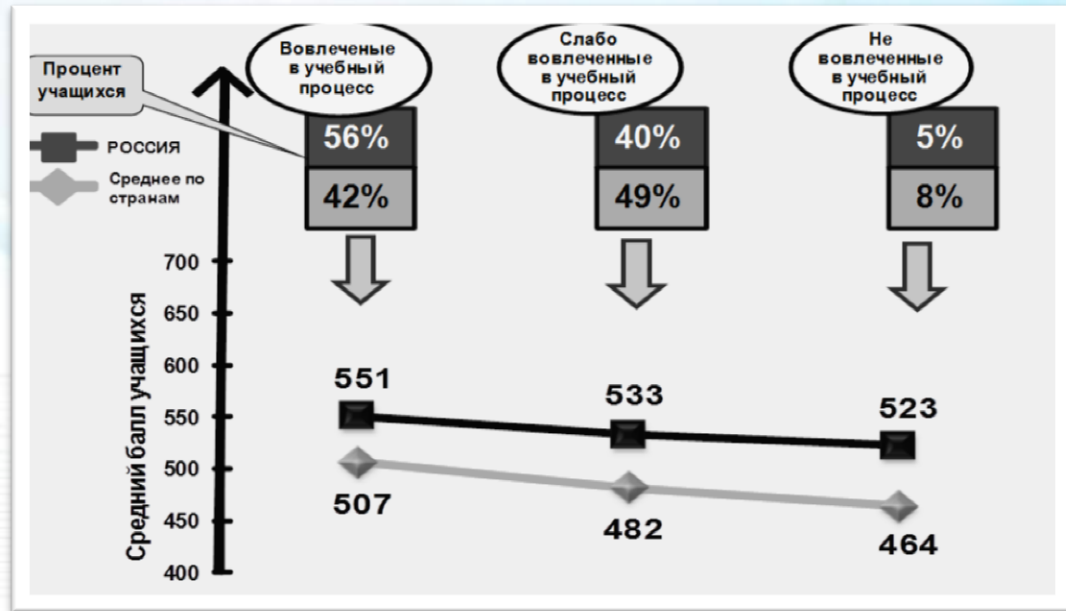 Вовлеченые
в учебный
процесс
Слабо
вовлеченные
в учебный
процесс
Не
вовлеченные
в учебный
процесс
Процент
учащихся
56%
40%
5%
РОССИЯ
Среднее по
странам
42%
49%
8%
Средний балл учащихся
700
650
600
550
500
450
400
551
533
523
507
482
464